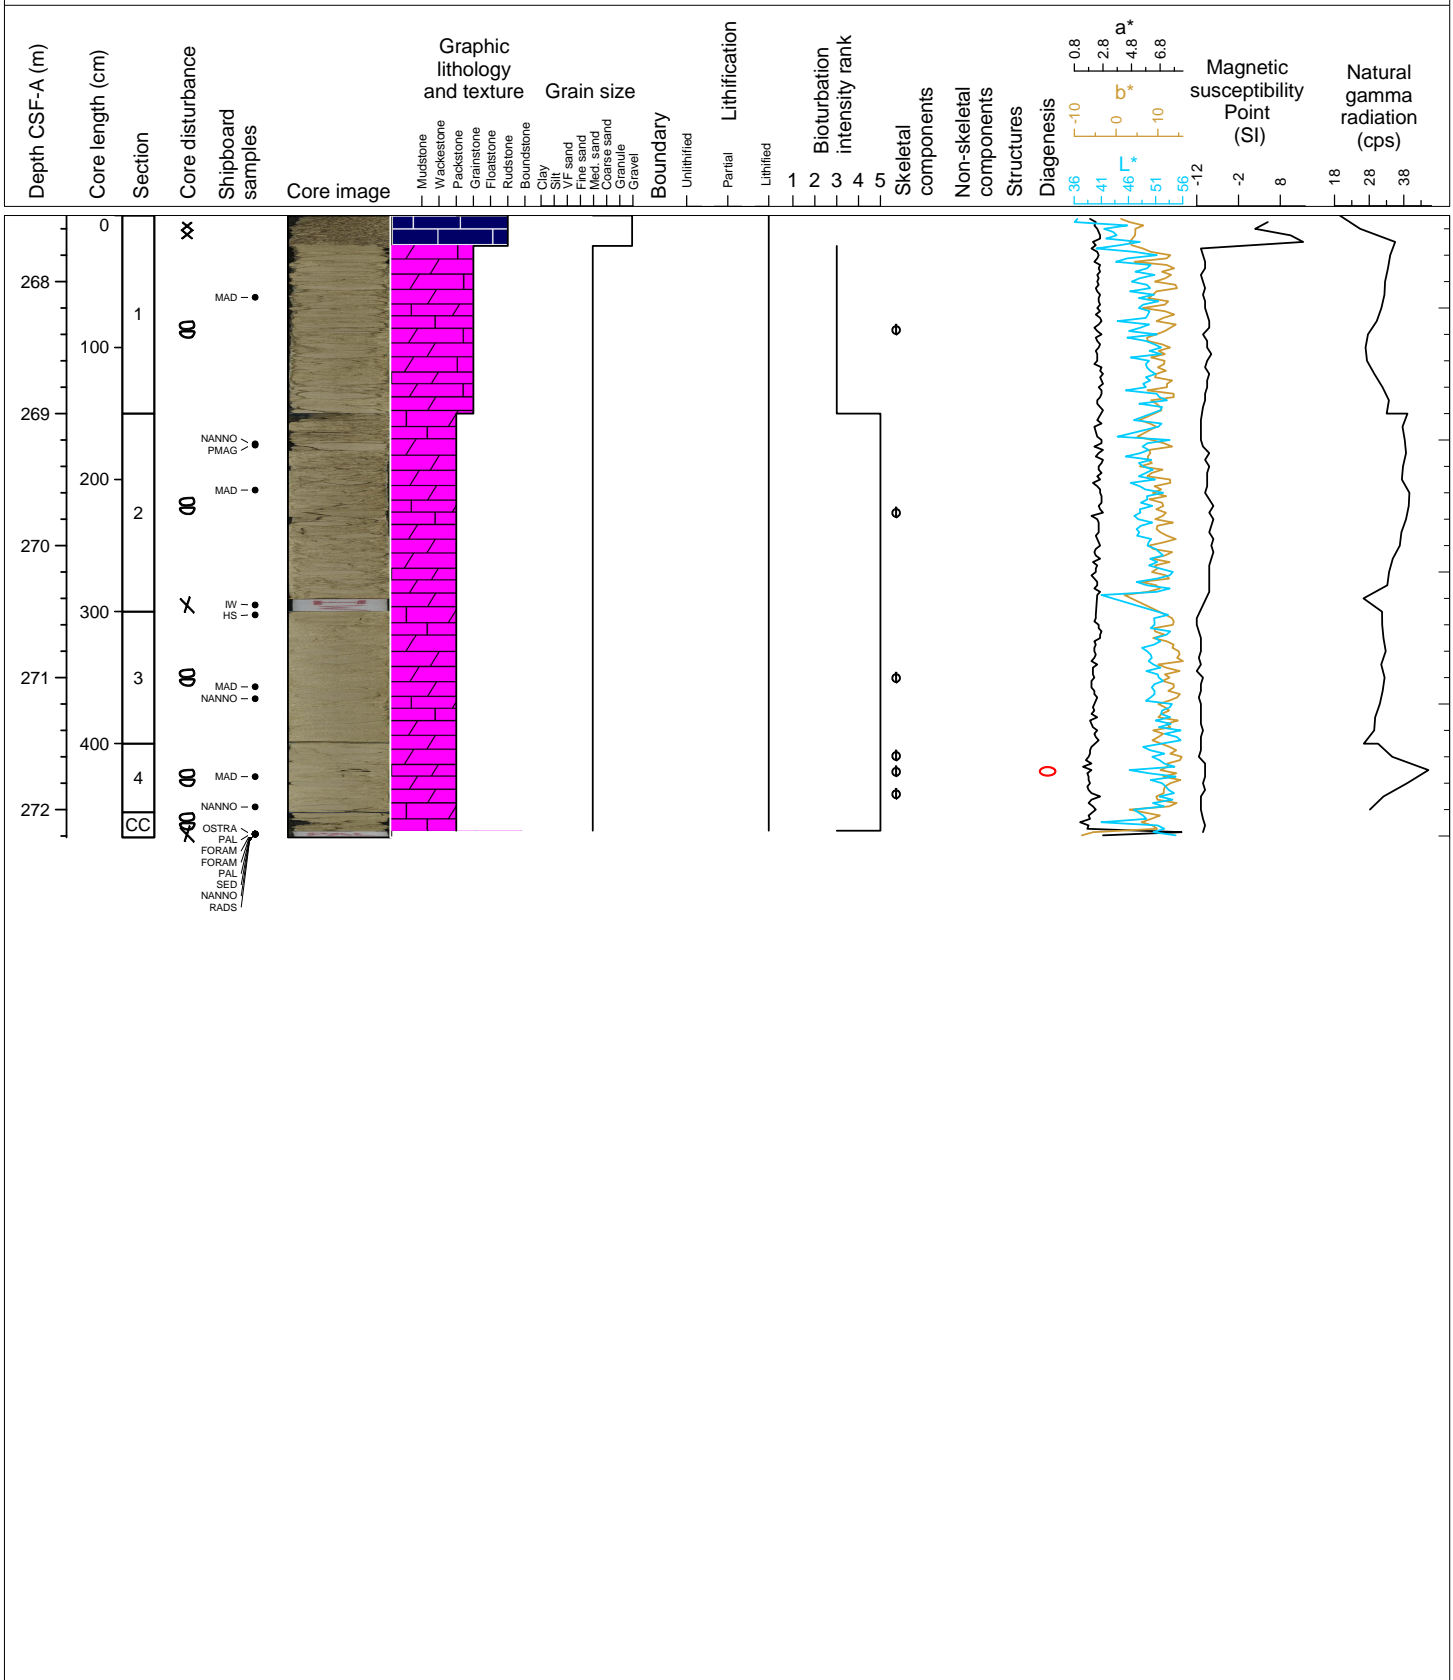 Depth CSF-A (m)
Core length (cm)
Section
Core disturbance
Shipboard
samples
Core image
Graphic
lithology
and texture
Mudstone
Wackestone
Packstone
Grainstone
Floatstone
Rudstone
Boundstone
Grain size
Clay
Silt
VF sand
Fine sand
Med. sand
Coarse sand
Granule
Gravel
Boundary
Lithification
Unlithified
Partial
Lithified
Bioturbation
intensity rank
1 2 3 4 5
Skeletal
components
Non-skeletal
components
Structures
Diagenesis
a*
0.8 2.8 4.8 6.8
b*
-10 0 10
L*
36 41 46 51 56
Magnetic
susceptibility
Point
(SI)
-12 -2 8
Natural
gamma
radiation
(cps)
18 28 38
0
268
MAD
1
100
269
NANNO
PMAG
200
MAD
2
270
IW
300
HS
271
3
MAD
NANNO
400
4
MAD
NANNO
272
CC
OSTRA
PAL
FORAM
FORAM
PAL
SED
NANNO
RADS